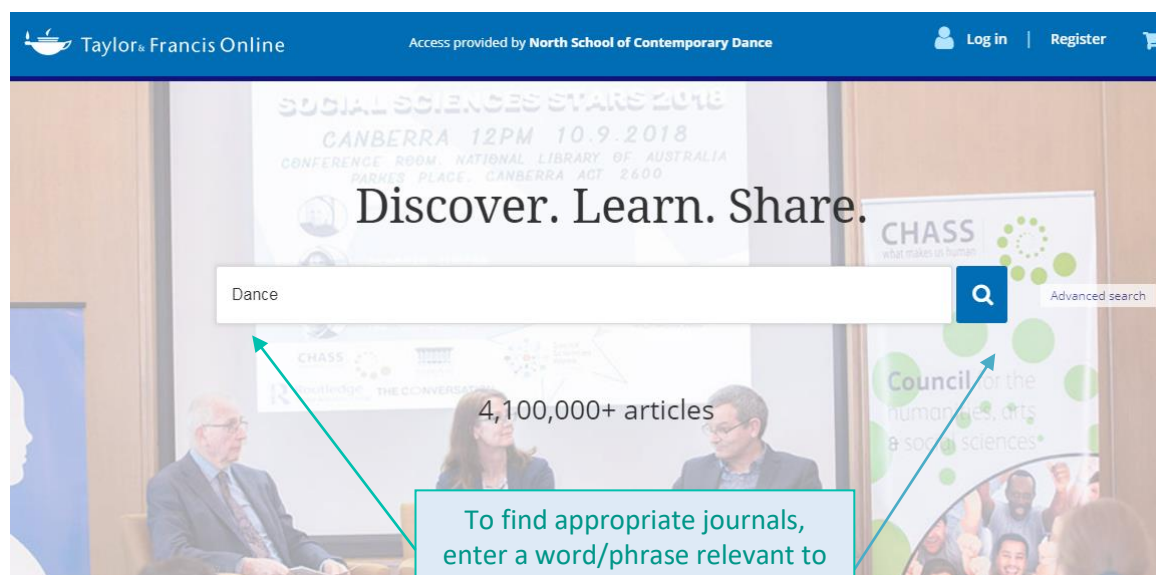 Taylor & Francis Online
Access provided by North School of Contemporary Dance
Log in | Register
SOCIAL SCIENCES STARS 2018
CANBERRA 12PM 10.9.2018
CONFERENCE ROOM, NATIONAL LIBRARY OF AUSTRALIA
PARKES PLACE, CANBERRA ACT 2600
Discover. Learn. Share.
CHASS
what makes us human
Dance
Advanced search
CHASS
Routledge THE CONVERSATION
Council for the
humanities, arts
& social sciences
4,100,000+ articles
To find appropriate journals,
enter a word/phrase relevant to